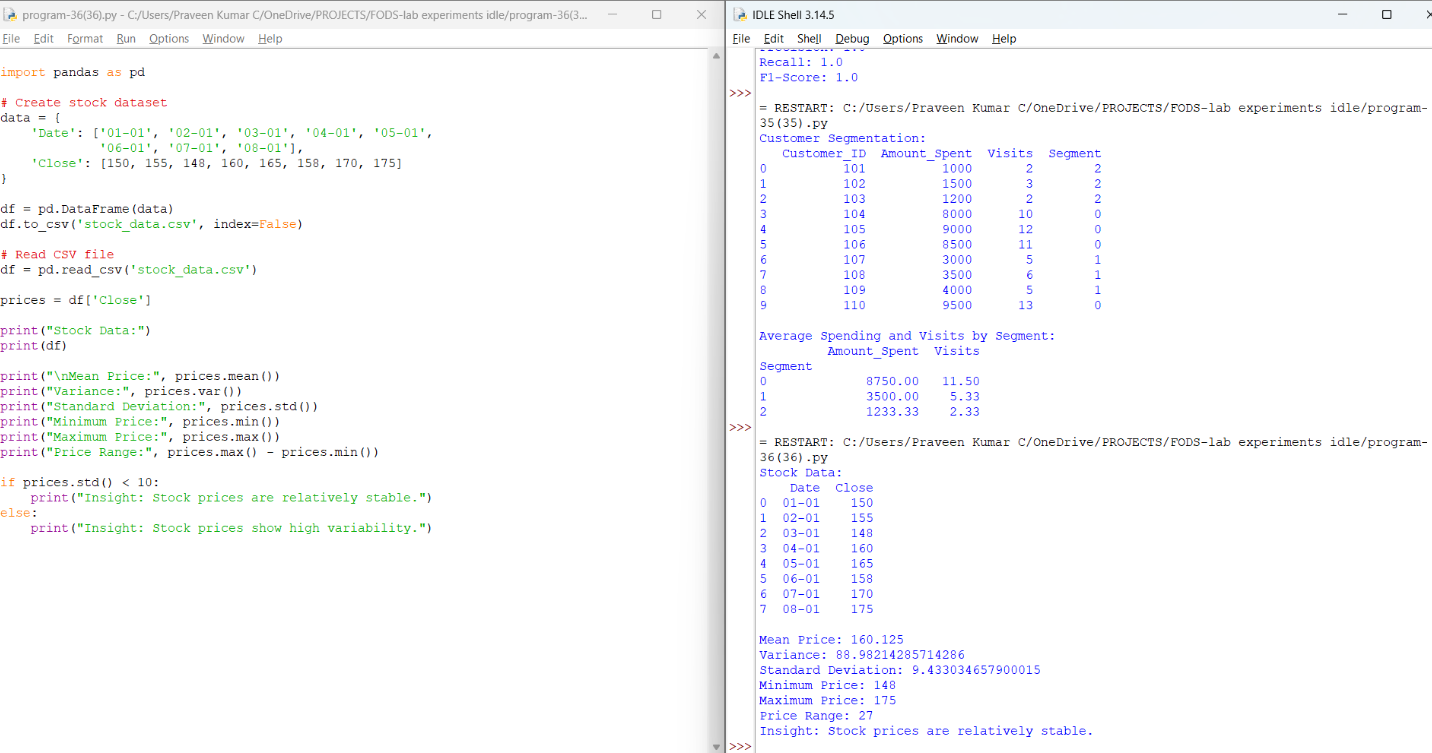 program-36(36).py - C:/Users/Praveen Kumar C/OneDrive/PROJECTS/FODS-lab experiments idle/program-36(3...
File Edit Format Run Options Window Help
import pandas as pd
# Create stock dataset
data = {
    'Date': ['01-01', '02-01', '03-01', '04-01', '05-01',
             '06-01', '07-01', '08-01'],
    'Close': [150, 155, 148, 160, 165, 158, 170, 175]
}
df = pd.DataFrame(data)
df.to_csv('stock_data.csv', index=False)
# Read CSV file
df = pd.read_csv('stock_data.csv')
prices = df['Close']
print("Stock Data:")
print(df)
print("\nMean Price:", prices.mean())
print("Variance:", prices.var())
print("Standard Deviation:", prices.std())
print("Minimum Price:", prices.min())
print("Maximum Price:", prices.max())
print("Price Range:", prices.max() - prices.min())
if prices.std() < 10:
    print("Insight: Stock prices are relatively stable.")
else:
    print("Insight: Stock prices show high variability.")
IDLE Shell 3.14.5
File Edit Shell Debug Options Window Help
Recall: 1.0
F1-Score: 1.0
>>>
= RESTART: C:/Users/Praveen Kumar C/OneDrive/PROJECTS/FODS-lab experiments idle/program-
35(35).py
Customer Segmentation:
   Customer_ID  Amount_Spent  Visits  Segment
0          101          1000       2        2
1          102          1500       3        2
2          103          1200       2        2
3          104          8000      10        0
4          105          9000      12        0
5          106          8500      11        0
6          107          3000       5        1
7          108          3500       6        1
8          109          4000       5        1
9          110          9500      13        0
Average Spending and Visits by Segment:
         Amount_Spent  Visits
Segment
0             8750.00   11.50
1             3500.00    5.33
2             1233.33    2.33
>>>
= RESTART: C:/Users/Praveen Kumar C/OneDrive/PROJECTS/FODS-lab experiments idle/program-
36(36).py
Stock Data:
    Date  Close
0  01-01    150
1  02-01    155
2  03-01    148
3  04-01    160
4  05-01    165
5  06-01    158
6  07-01    170
7  08-01    175
Mean Price: 160.125
Variance: 88.98214285714286
Standard Deviation: 9.433034657900015
Minimum Price: 148
Maximum Price: 175
Price Range: 27
Insight: Stock prices are relatively stable.
>>>